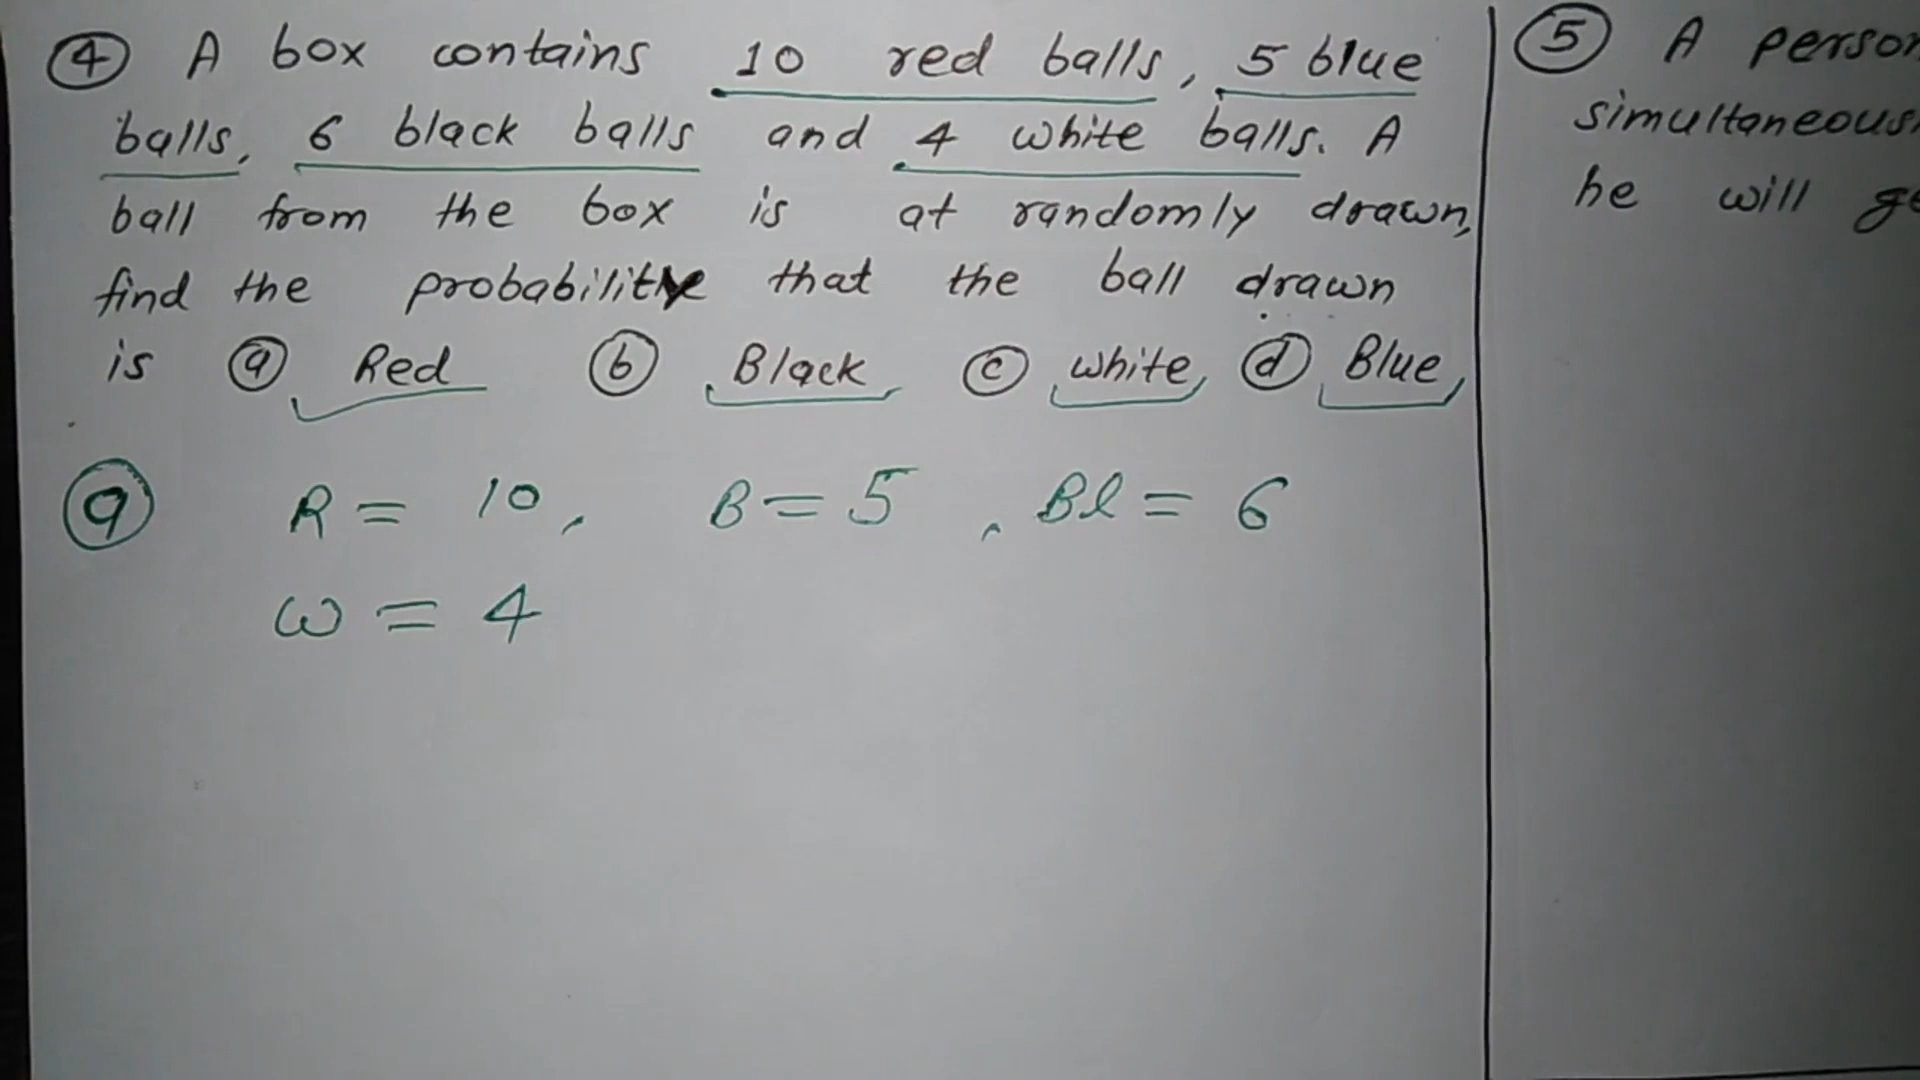 ④ A box contains 10 red balls, 5 blue
balls, 6 black balls and 4 white balls. A
ball from the box is at randomly drawn,
find the probability that the ball drawn
is ⓐ Red ⓑ Black ⓒ white, ⓓ Blue,
ⓐ R = 10, B = 5, Bl = 6
W = 4
⑤ A person
simultaneous
he will ge